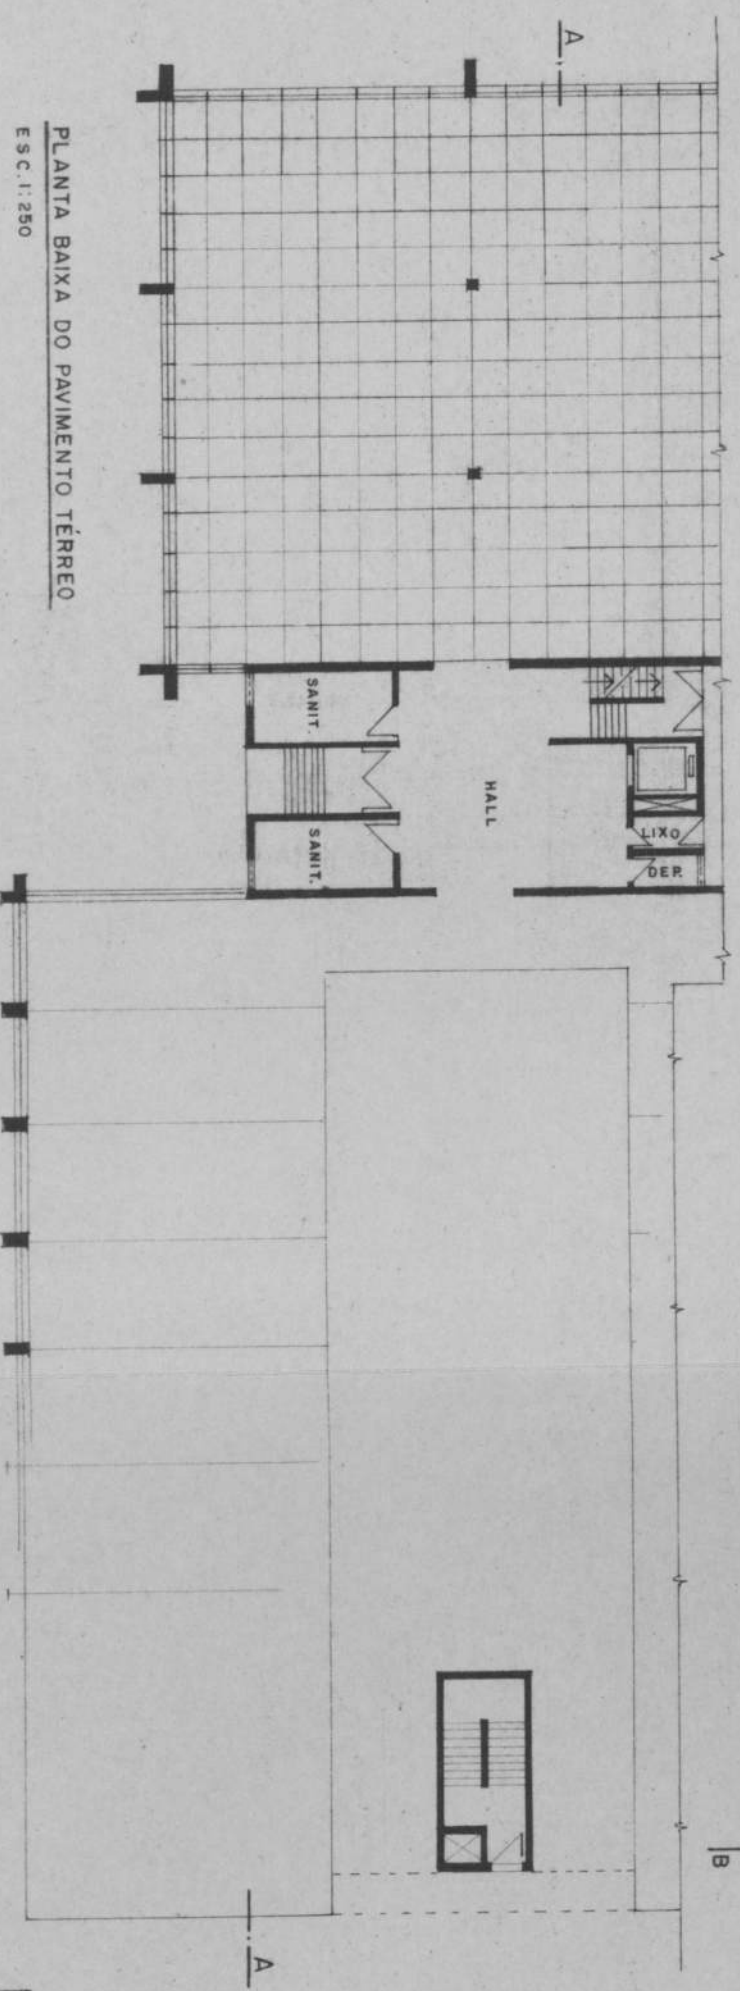 A
PLANTA BAIXA DO PAVIMENTO TÉRREO
ESC. 1:250
SANIT.
SANIT.
HALL
LIXO
DEP.
B
A